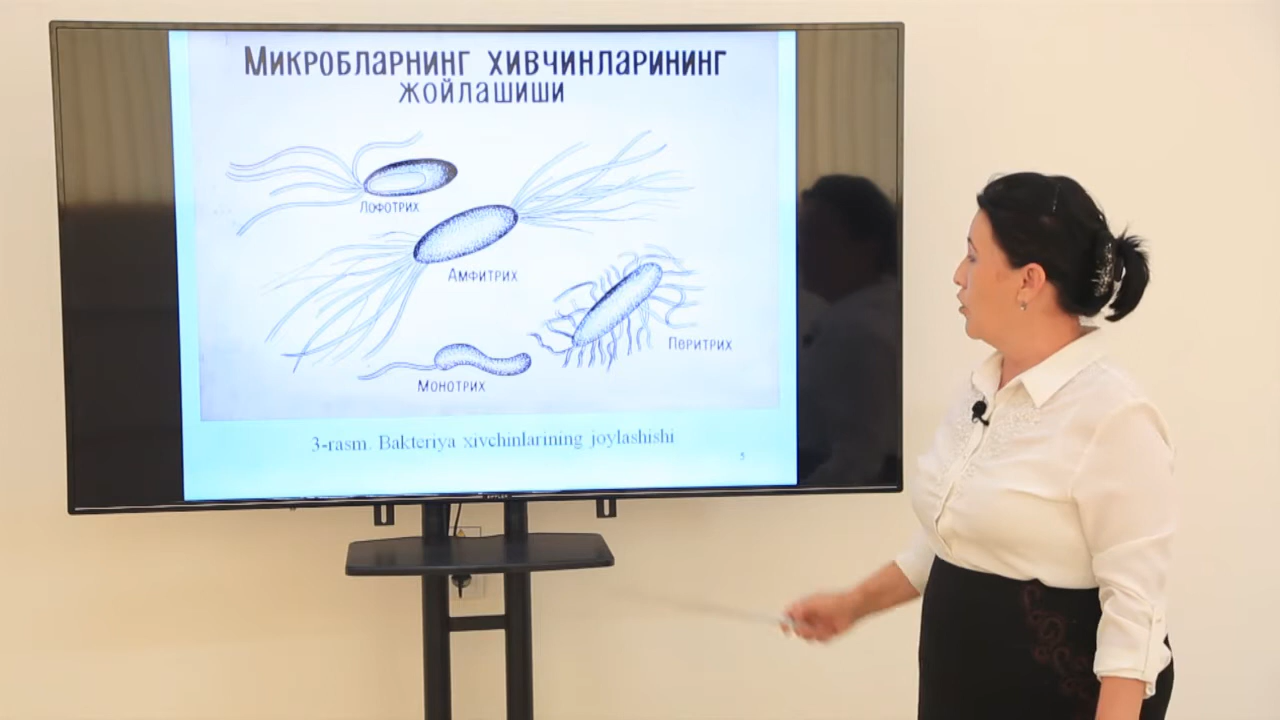 Микробларнинг хивчинларининг
жойлашиши
Лофотрих
Амфитрих
Перитрих
Монотрих
3-rasm. Bakteriya xivchinlarining joylashishi
5